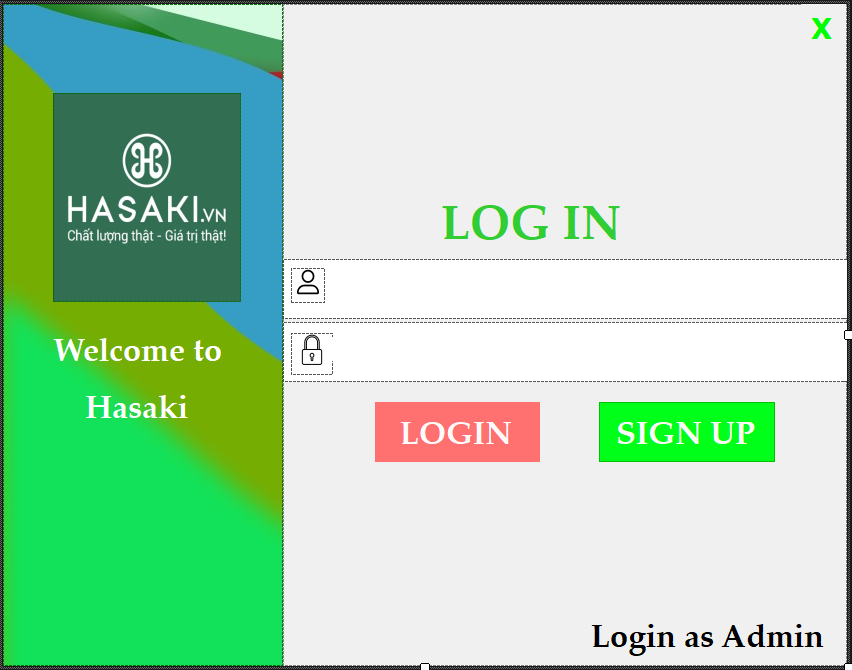 X
HASAKI.VN
Chất lượng thật - Giá trị thật!
Welcome to
Hasaki
LOG IN
LOGIN
SIGN UP
Login as Admin